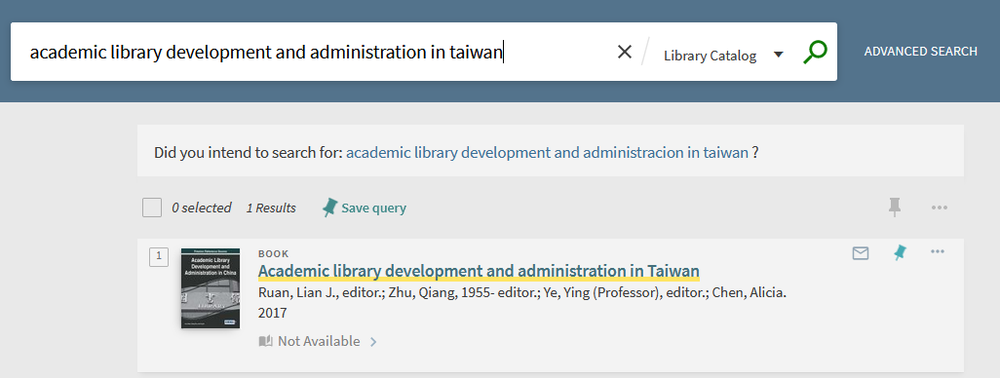 academic library development and administration in taiwan
Library Catalog
ADVANCED SEARCH
Did you intend to search for: academic library development and administracion in taiwan ?
0 selected 1 Results Save query
1
Academic Library
Development and
Administration in China
BOOK
Academic library development and administration in Taiwan
Ruan, Lian J., editor.; Zhu, Qiang, 1955- editor.; Ye, Ying (Professor), editor.; Chen, Alicia.
2017
Not Available